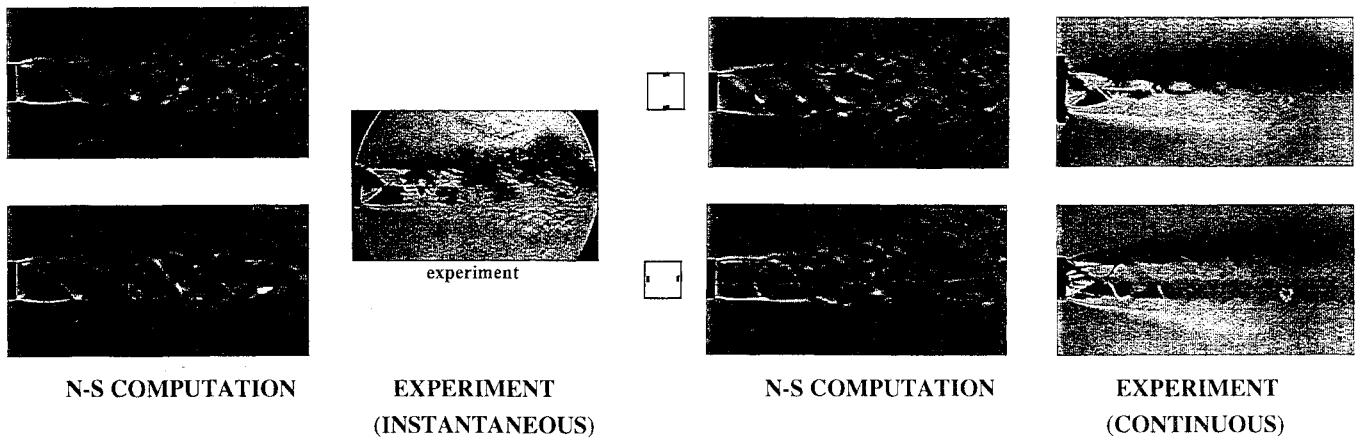 experiment
N-S COMPUTATION
EXPERIMENT
(INSTANTANEOUS)
N-S COMPUTATION
EXPERIMENT
(CONTINUOUS)